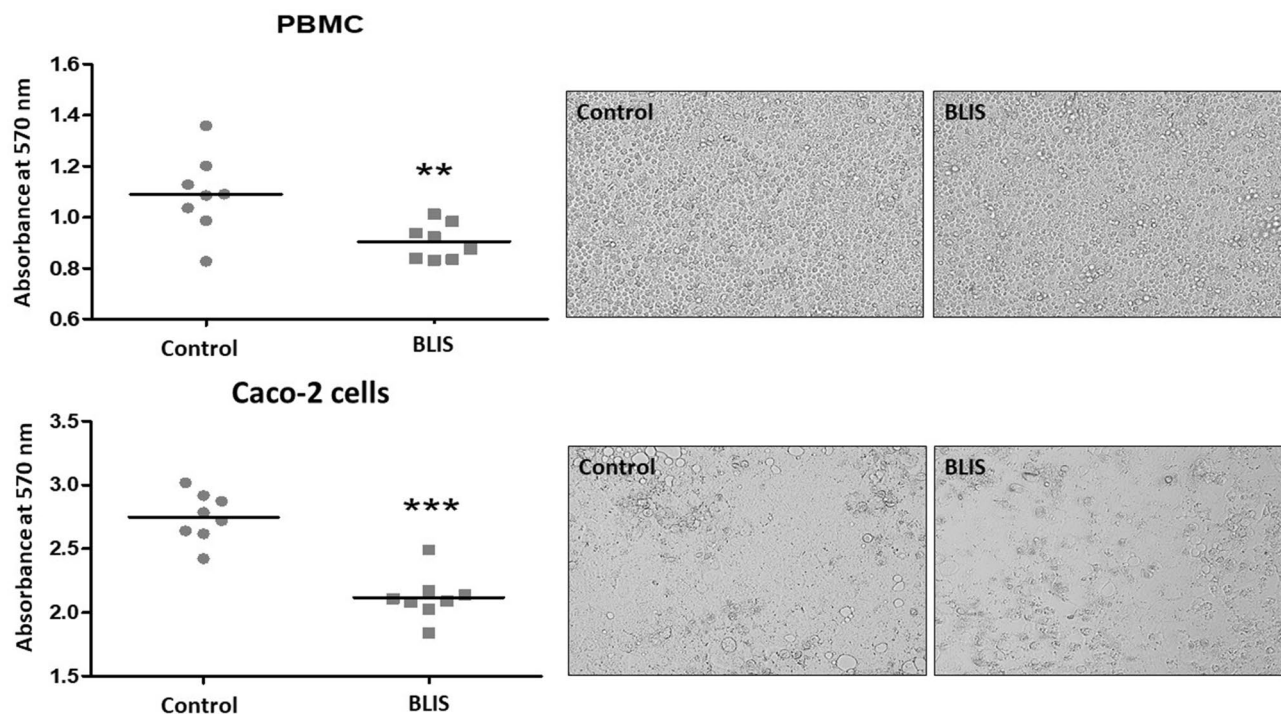 PBMC
Absorbance at 570 nm
1.6
1.4
1.2
1.0
0.8
0.6
**
Control
BLIS
Control
BLIS
Caco-2 cells
Absorbance at 570 nm
3.5
3.0
2.5
2.0
1.5
***
Control
BLIS
Control
BLIS